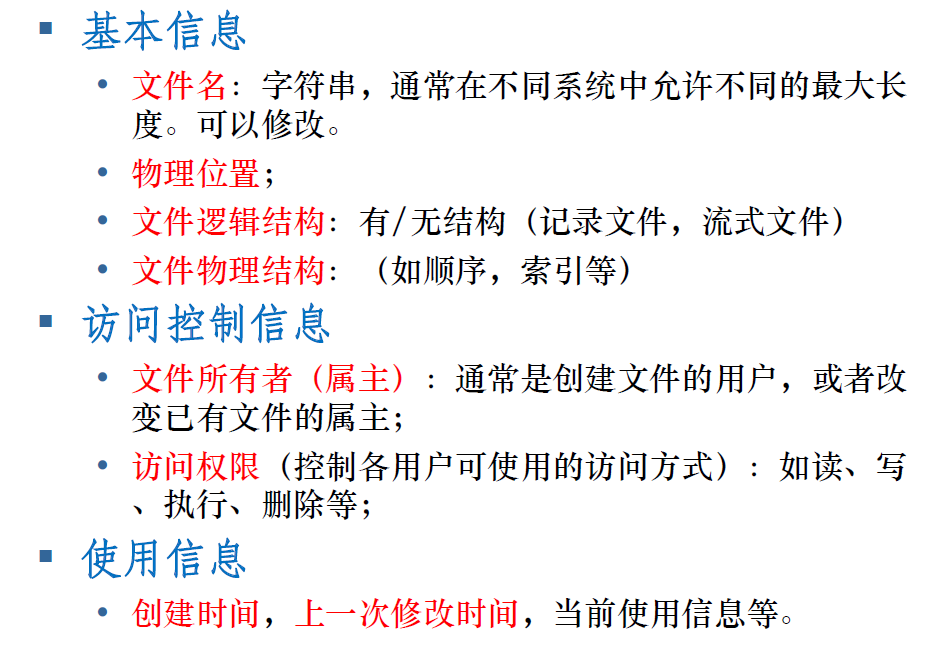 ▪ 基本信息
• 文件名：字符串，通常在不同系统中允许不同的最大长
度。可以修改。
• 物理位置；
• 文件逻辑结构：有/无结构（记录文件，流式文件）
• 文件物理结构：（如顺序，索引等）
▪ 访问控制信息
• 文件所有者（属主）：通常是创建文件的用户，或者改
变已有文件的属主；
• 访问权限（控制各用户可使用的访问方式）：如读、写
、执行、删除等；
▪ 使用信息
• 创建时间，上一次修改时间，当前使用信息等。